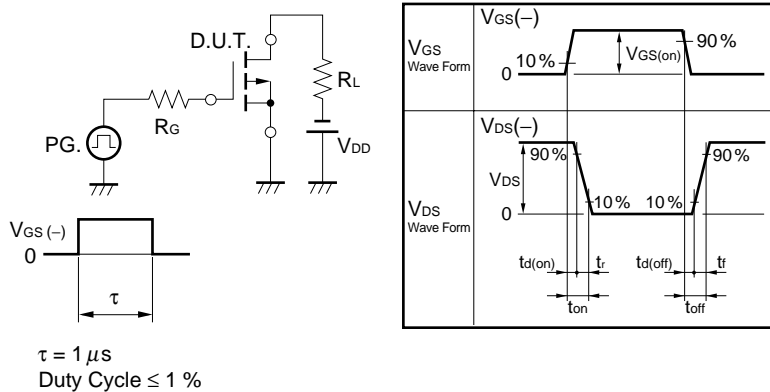 D.U.T.
RL
RG
PG.
VDD
VGS(−)
0
τ
τ = 1 μs
Duty Cycle ≤ 1 %
VGS
Wave Form
VGS(−)
10 %
0
VGS(on)
90 %
VDS
Wave Form
VDS(−)
90 %
VDS
0
10 %
10 %
90 %
td(on)
tr
td(off)
tf
ton
toff